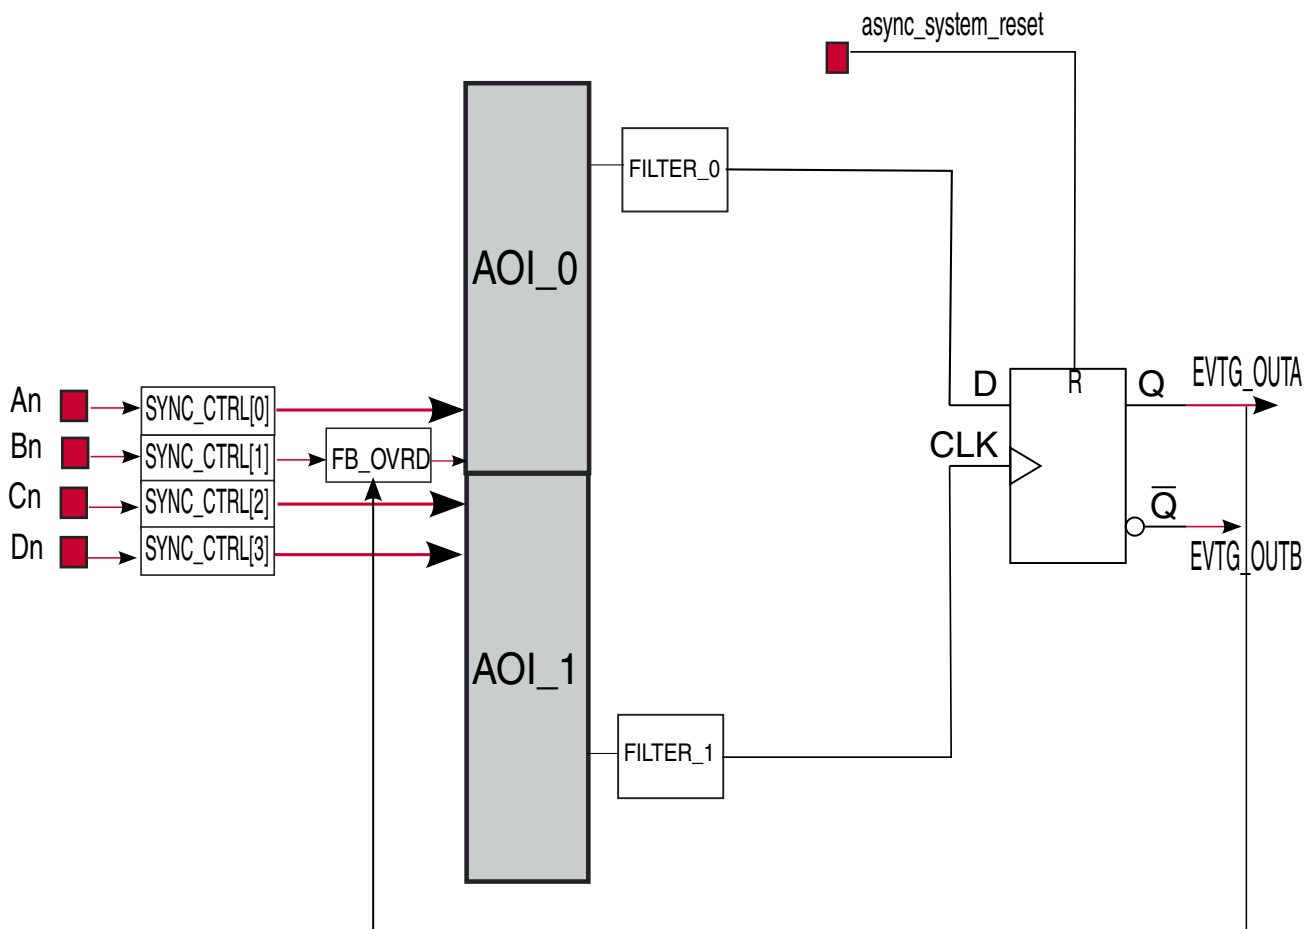 async_system_reset
FILTER_0
AOI_0
An
SYNC_CTRL[0]
D
R
Q
EVTG_OUTA
Bn
SYNC_CTRL[1]
FB_OVRD
CLK
Cn
SYNC_CTRL[2]
Q̅
Dn
SYNC_CTRL[3]
EVTG_OUTB
AOI_1
FILTER_1